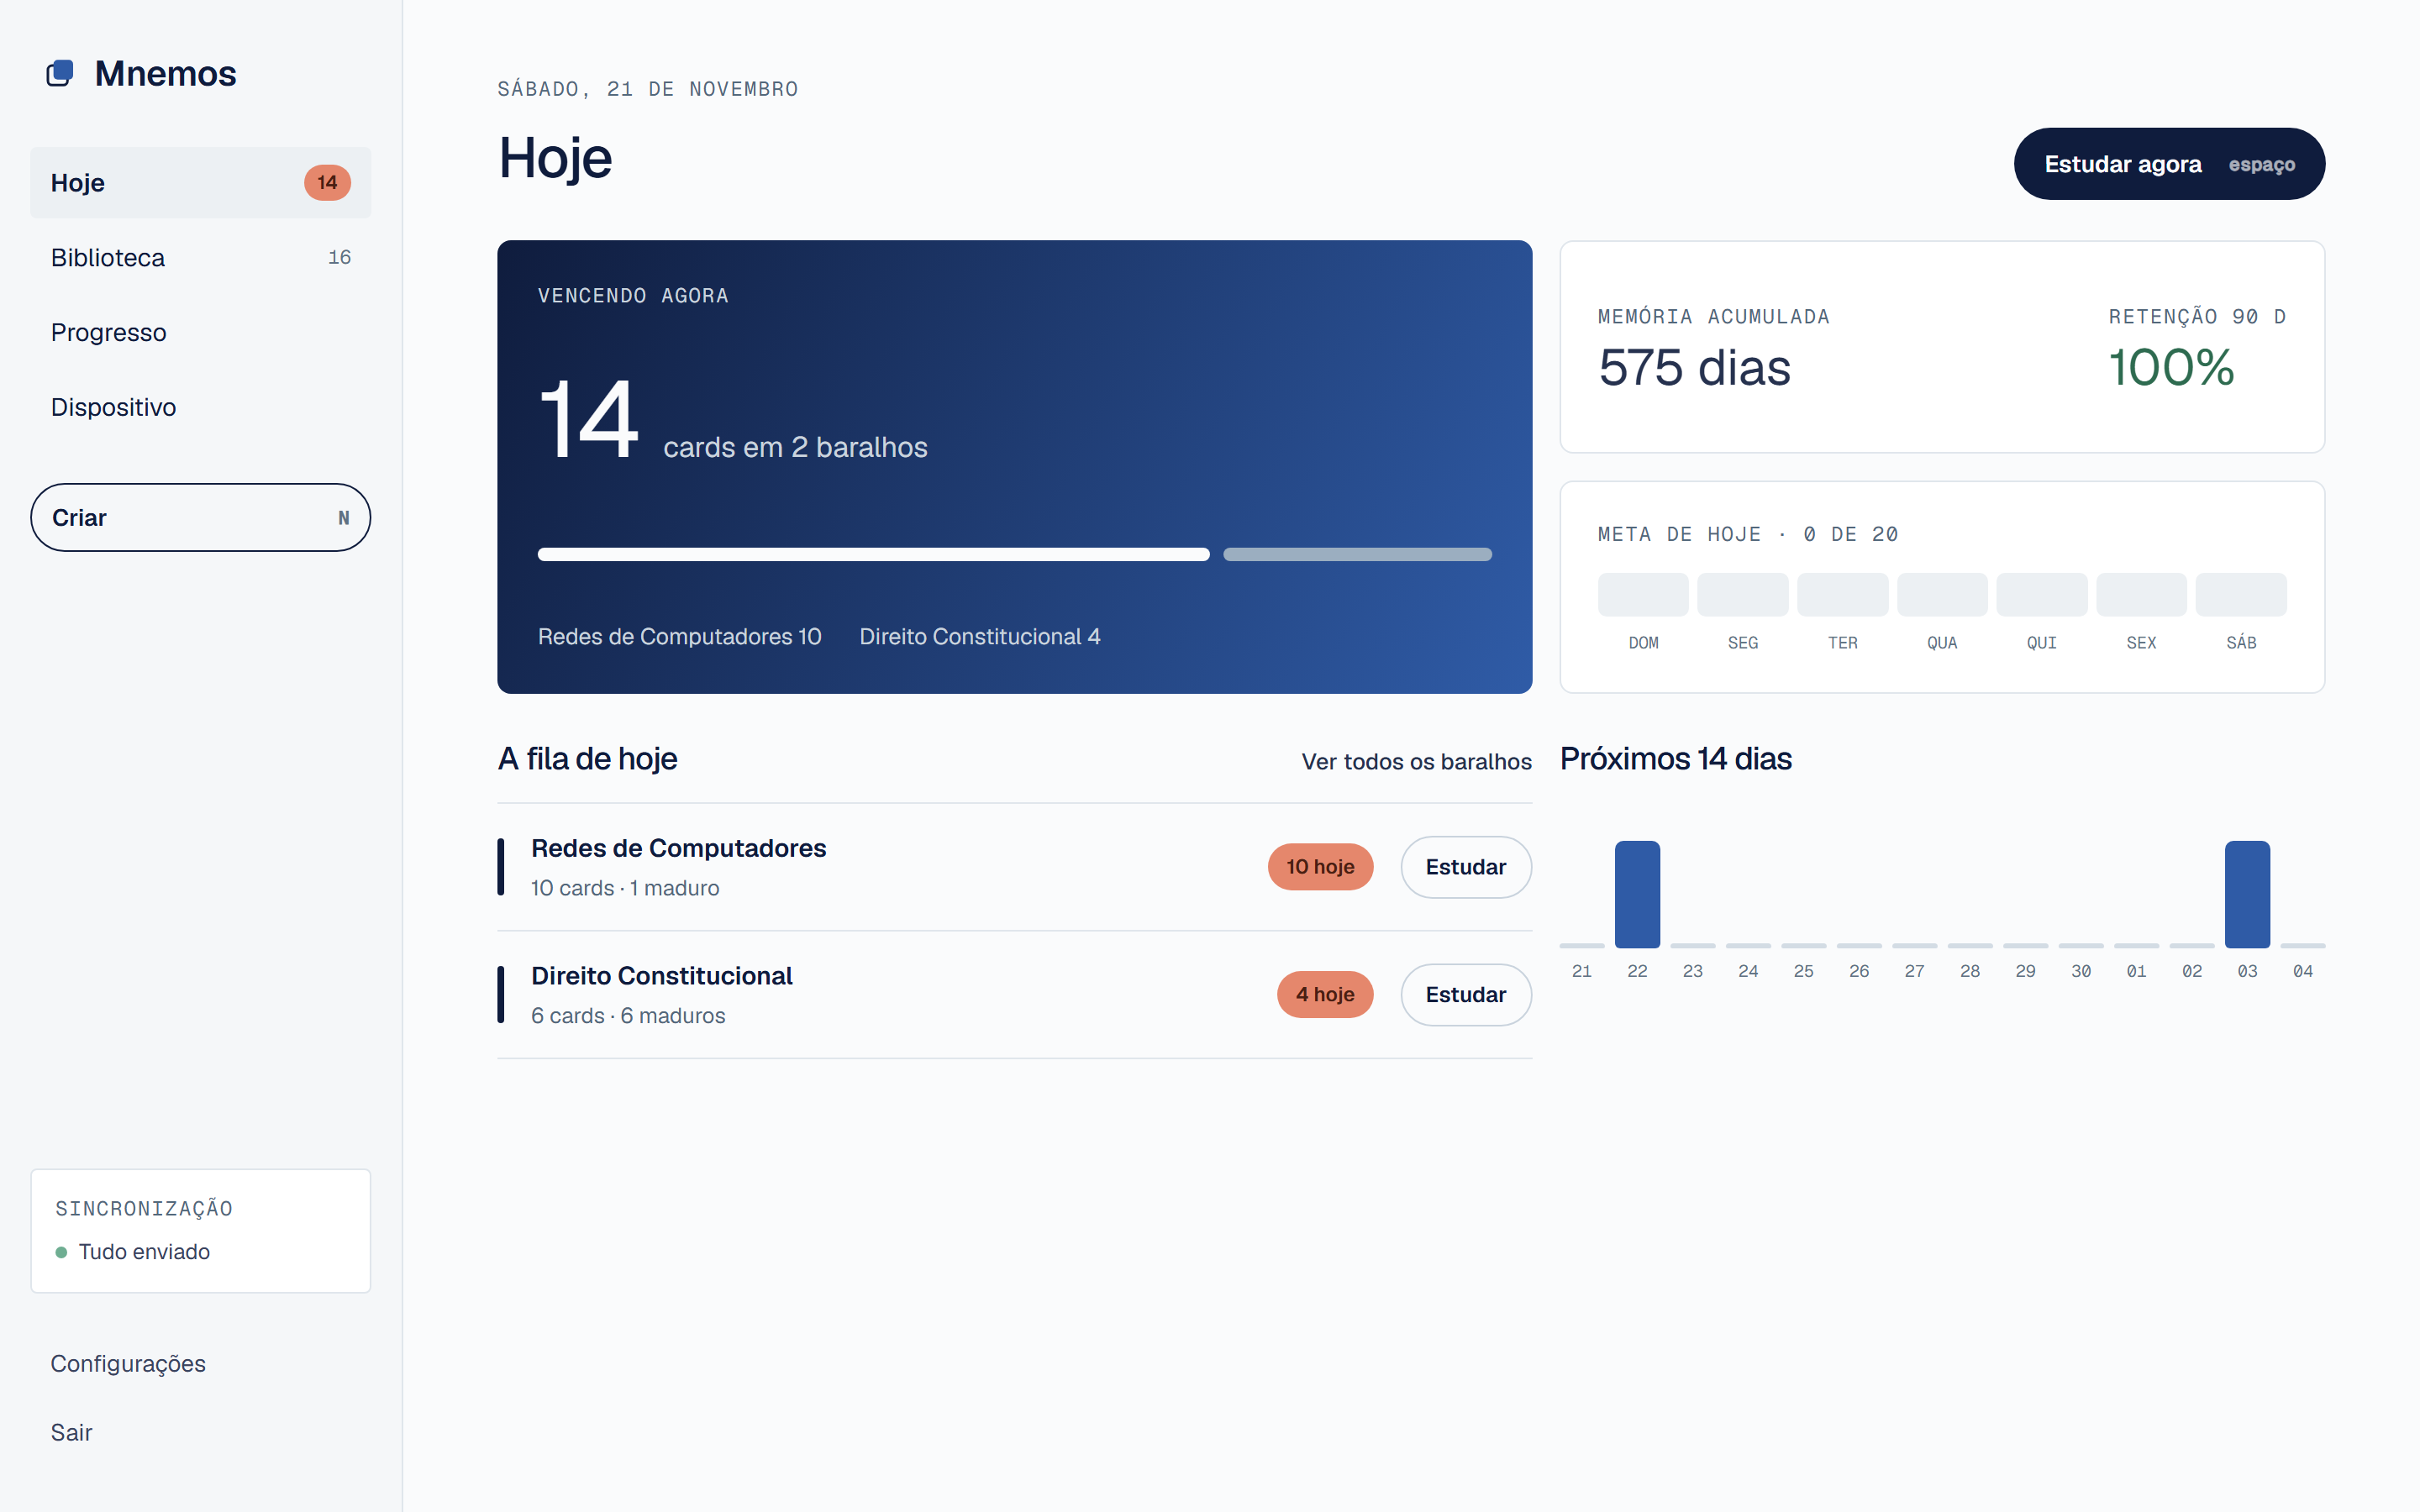 Mnemos
Hoje 14
Biblioteca 16
Progresso
Dispositivo
Criar N
SINCRONIZAÇÃO
Tudo enviado
Configurações
Sair
SÁBADO, 21 DE NOVEMBRO
Hoje
Estudar agora espaço
VENCENDO AGORA
14 cards em 2 baralhos
Redes de Computadores 10 Direito Constitucional 4
MEMÓRIA ACUMULADA
575 dias
RETENÇÃO 90 D
100%
META DE HOJE · 0 DE 20
DOM SEG TER QUA QUI SEX SÁB
A fila de hoje
Ver todos os baralhos
Redes de Computadores
10 cards · 1 maduro
10 hoje
Estudar
Direito Constitucional
6 cards · 6 maduros
4 hoje
Estudar
Próximos 14 dias
21 22 23 24 25 26 27 28 29 30 01 02 03 04